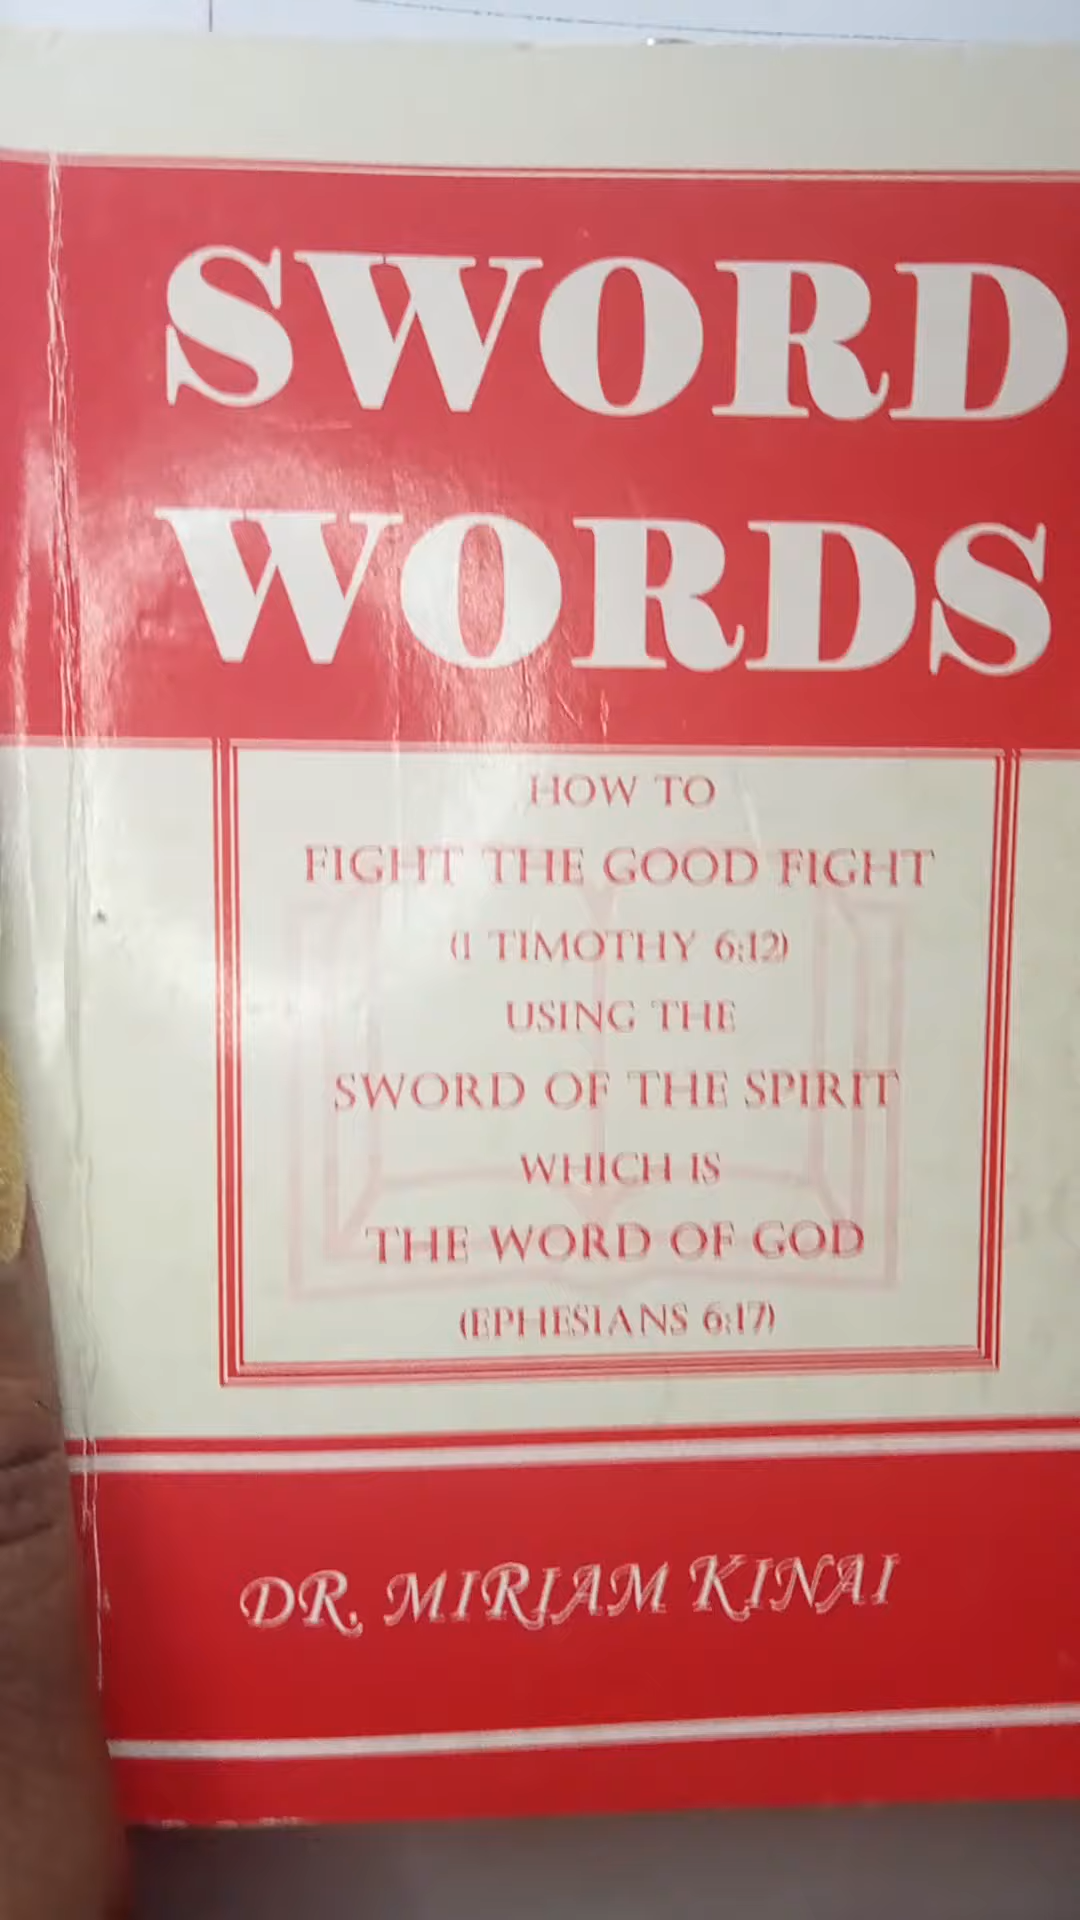 SWORD
WORDS
HOW TO
FIGHT THE GOOD FIGHT
(1 TIMOTHY 6:12)
USING THE
SWORD OF THE SPIRIT
WHICH IS
THE WORD OF GOD
(EPHESIANS 6:17)
DR. MIRIAM KINAI